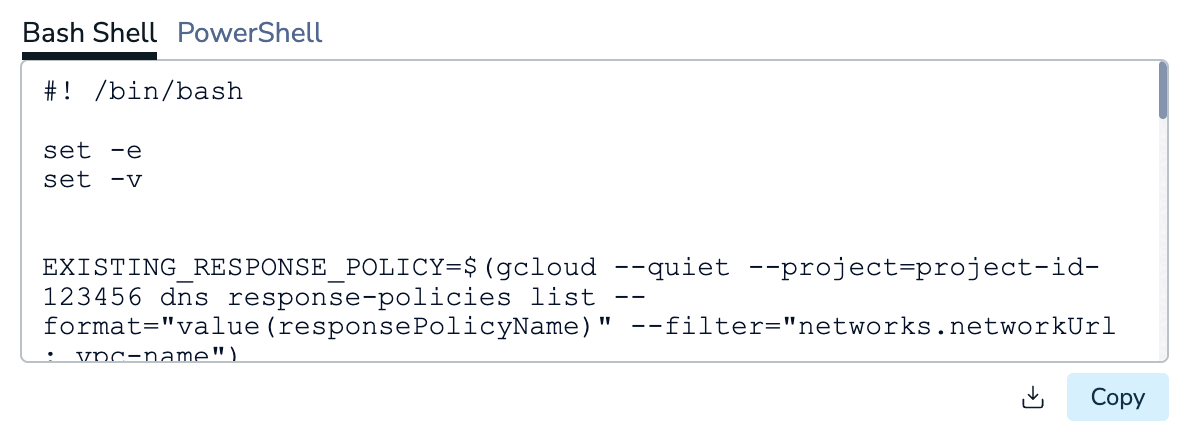 Bash Shell PowerShell
#! /bin/bash
set -e
set -v
EXISTING_RESPONSE_POLICY=$(gcloud --quiet --project=project-id-
123456 dns response-policies list --
format="value(responsePolicyName)" --filter="networks.networkUrl
: vpc-name")
Copy